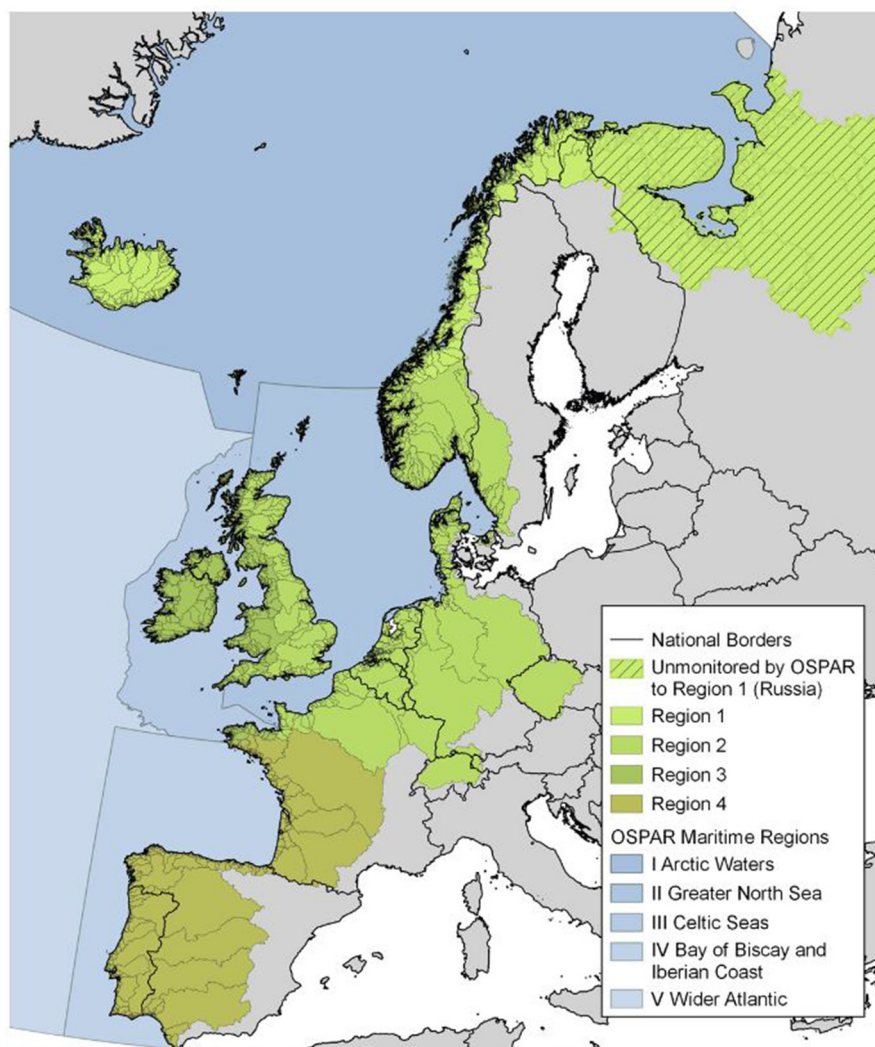 National Borders
Unmonitored by OSPAR
to Region 1 (Russia)
Region 1
Region 2
Region 3
Region 4
OSPAR Maritime Regions
I Arctic Waters
II Greater North Sea
III Celtic Seas
IV Bay of Biscay and
Iberian Coast
V Wider Atlantic